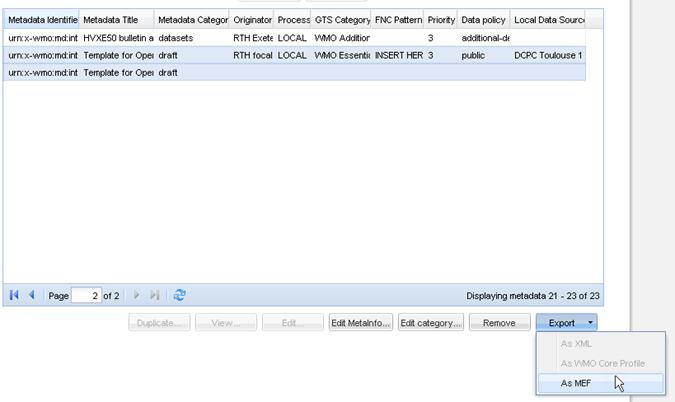 Metadata Identifie Metadata Title Metadata Categor Originator Process GTS Category FNC Pattern Priority Data policy Local Data Source
urn:x-wmo:md:int HVXE50 bulletin a datasets RTH Exete LOCAL WMO Addition 3 additional-de
urn:x-wmo:md:int Template for Oper draft RTH focal LOCAL WMO Essentia INSERT HER 3 public DCPC Toulouse 1
urn:x-wmo:md:int Template for Oper draft
Page 2 of 2 Displaying metadata 21 - 23 of 23
Duplicate... View... Edit... Edit MetaInfo... Edit category... Remove Export
As XML
As WMO Core Profile
As MEF